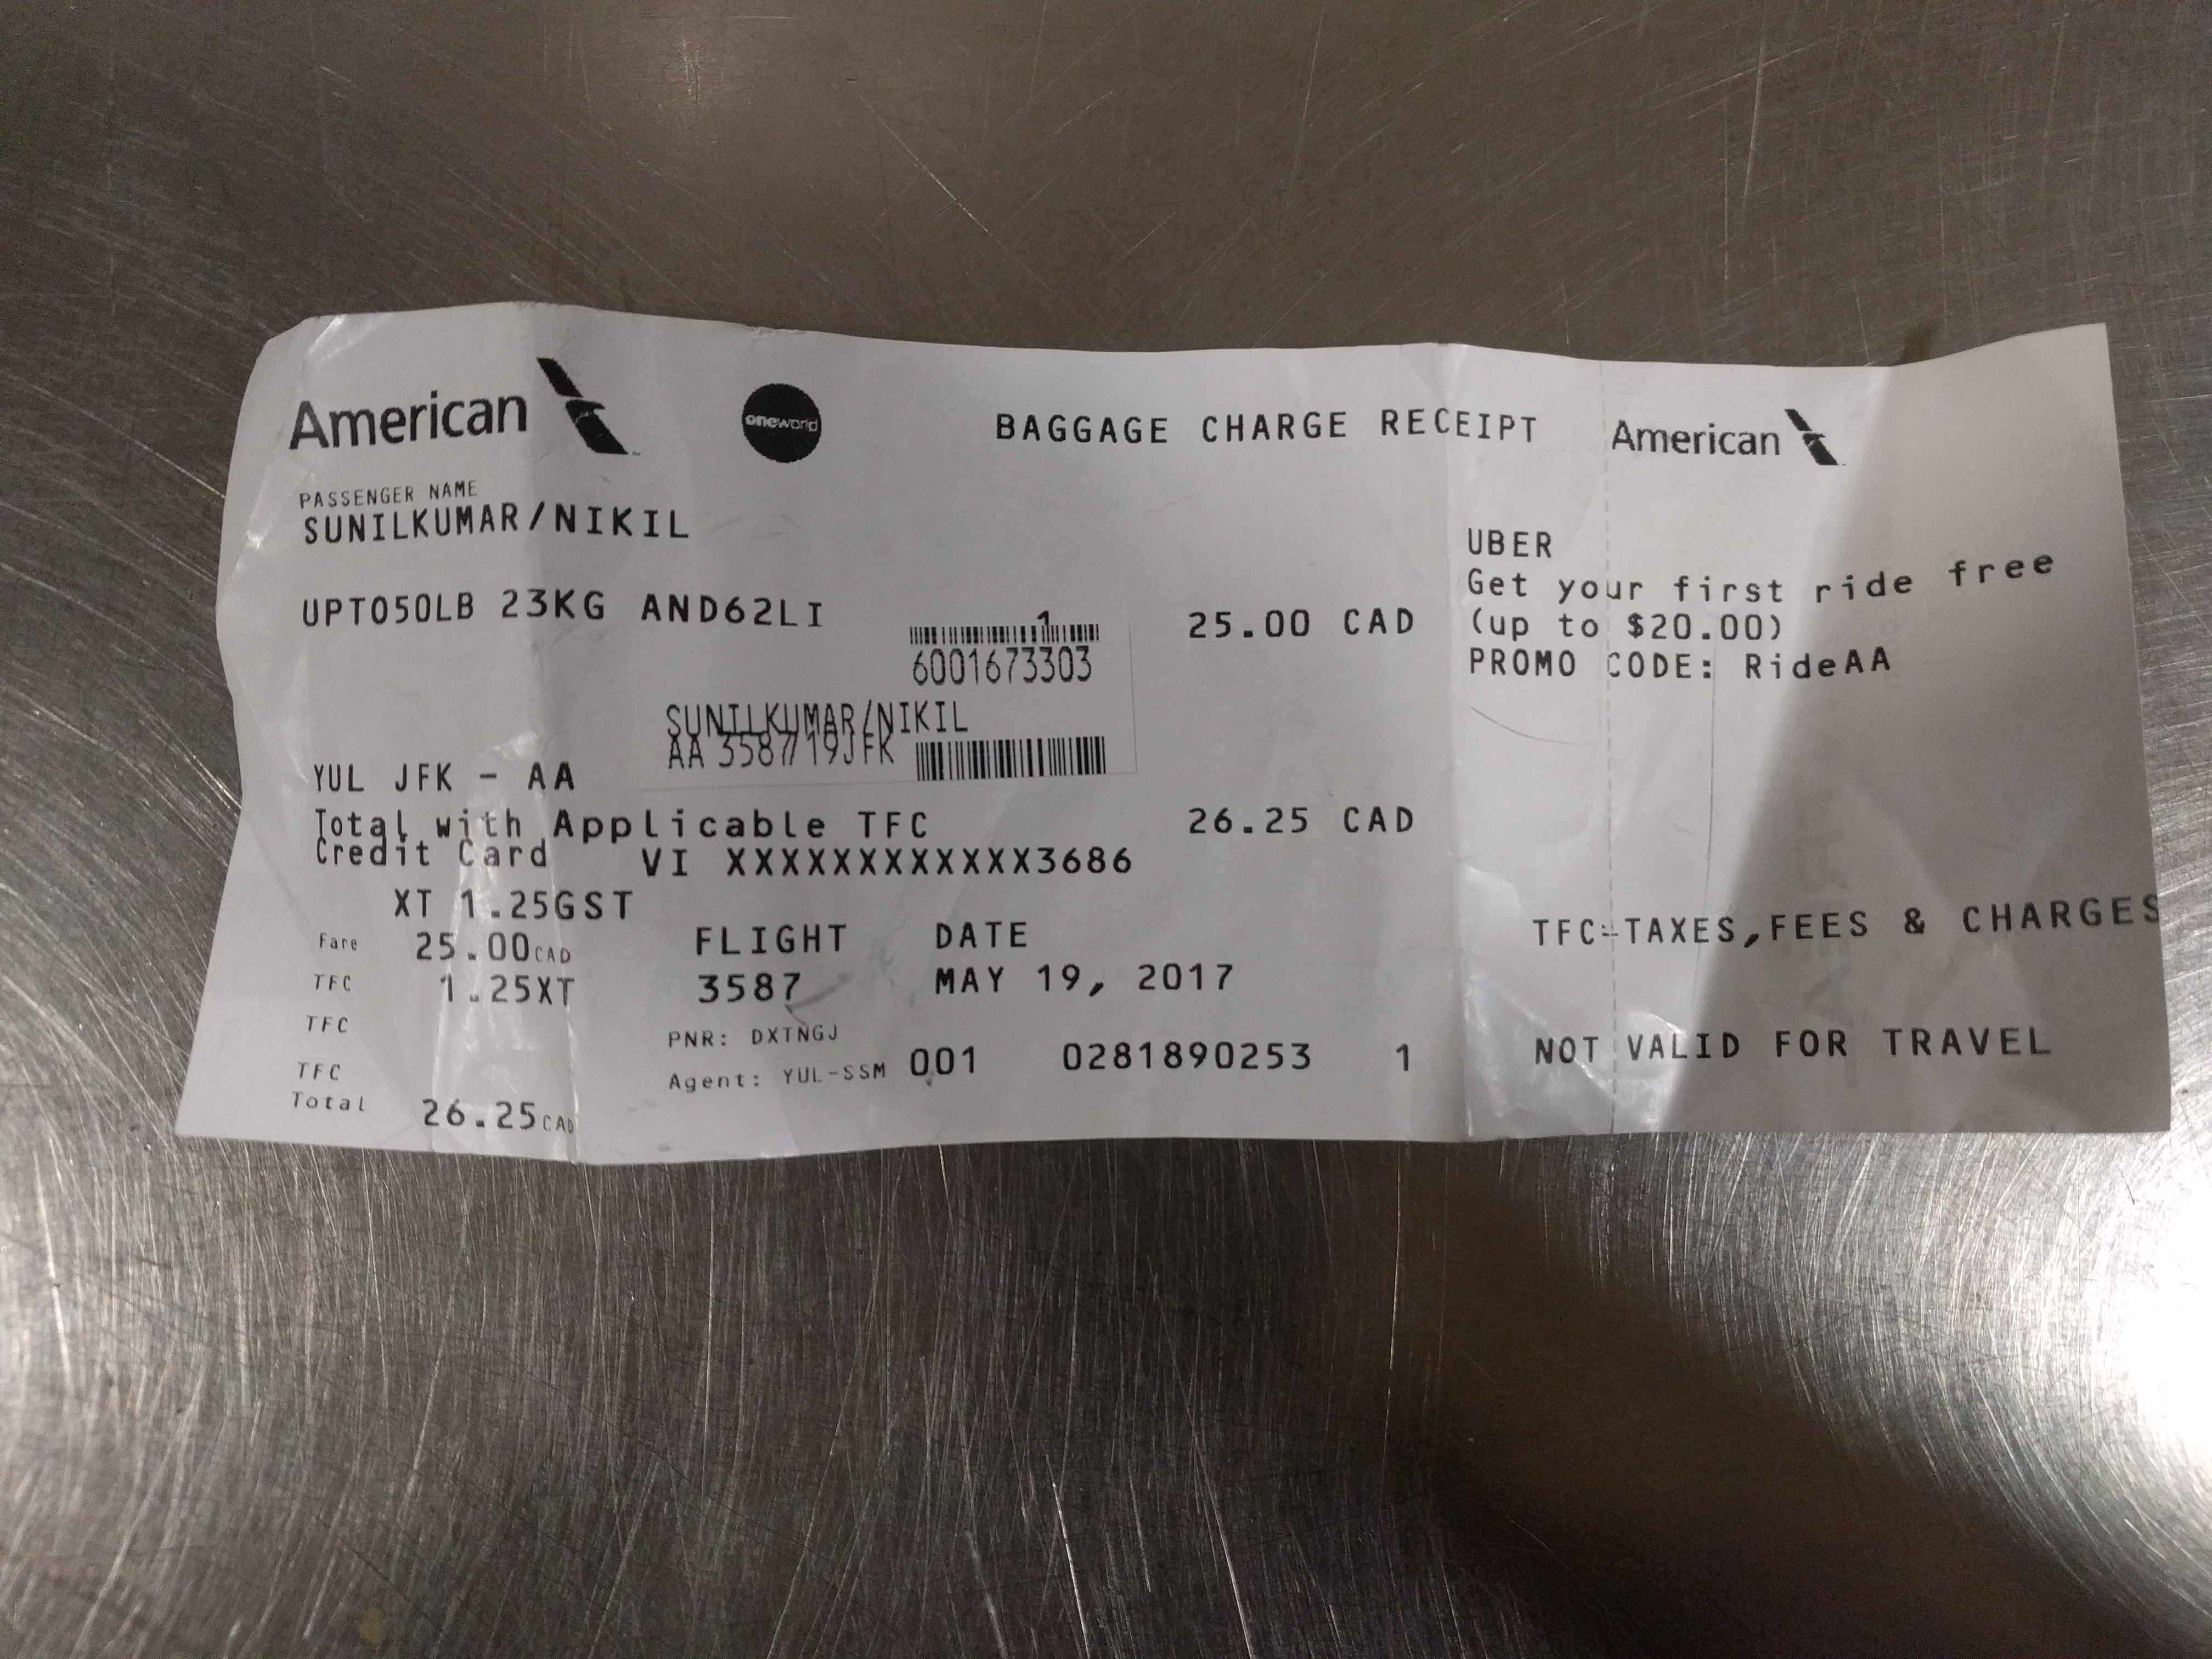 American
oneworld
BAGGAGE CHARGE RECEIPT
American
PASSENGER NAME
SUNILKUMAR/NIKIL
UPTO50LB 23KG AND62LI 1 25.00 CAD
6001673303
SUNILKUMAR/NIKIL
AA 3587/19JFK
YUL JFK - AA
Total with Applicable TFC 26.25 CAD
Credit Card VI XXXXXXXXXXXX3686
XT 1.25GST
Fare 25.00CAD
TFC 1.25XT
TFC
TFC
Total 26.25CAD
FLIGHT DATE
3587 MAY 19, 2017
PNR: DXTNGJ
Agent: YUL-SSM 001 0281890253 1
UBER
Get your first ride free
(up to $20.00)
PROMO CODE: RideAA
TFC=TAXES,FEES & CHARGES
NOT VALID FOR TRAVEL